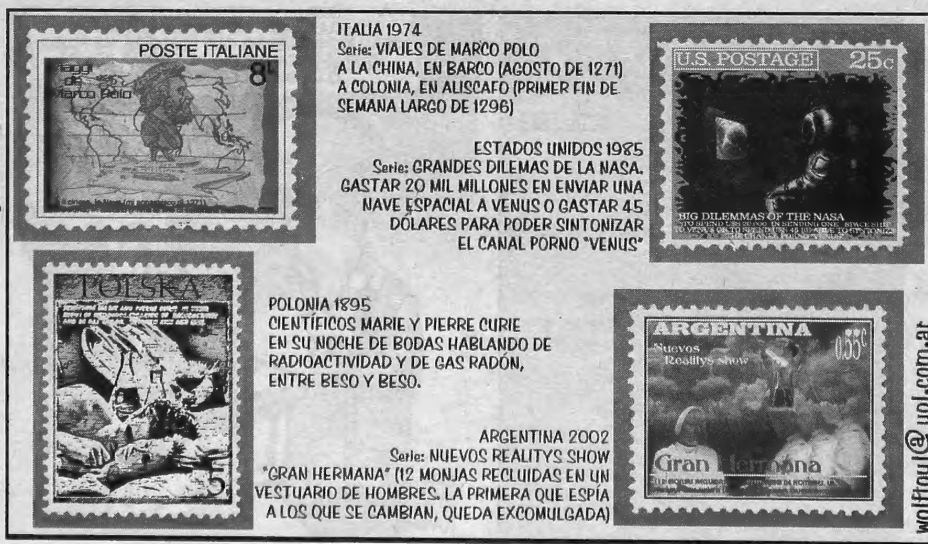 POSTE ITALIANE
8
Marco Polo
ITALIA 1974
Serie: VIAJES DE MARCO POLO
A LA CHINA, EN BARCO (AGOSTO DE 1271)
A COLONIA, EN ALISCAFO (PRIMER FIN DE
SEMANA LARGO DE 1296)
U.S. POSTAGE 25c
BIG DILEMMAS OF THE NASA
ESTADOS UNIDOS 1985
Serie: GRANDES DILEMAS DE LA NASA.
GASTAR 20 MIL MILLONES EN ENVIAR UNA
NAVE ESPACIAL A VENUS O GASTAR 45
DÓLARES PARA PODER SINTONIZAR
EL CANAL PORNO "VENUS"
POLSKA
5
POLONIA 1895
CIENTÍFICOS MARIE Y PIERRE CURIE
EN SU NOCHE DE BODAS HABLANDO DE
RADIOACTIVIDAD Y DE GAS RADÓN,
ENTRE BESO Y BESO.
ARGENTINA
0.55c
Nuevos
Realitys show
Gran Hermana
ARGENTINA 2002
Serie: NUEVOS REALITYS SHOW
"GRAN HERMANA" (12 MONJAS RECLUIDAS EN UN
VESTUARIO DE HOMBRES. LA PRIMERA QUE ESPÍA
A LOS QUE SE CAMBIAN, QUEDA EXCOMULGADA)